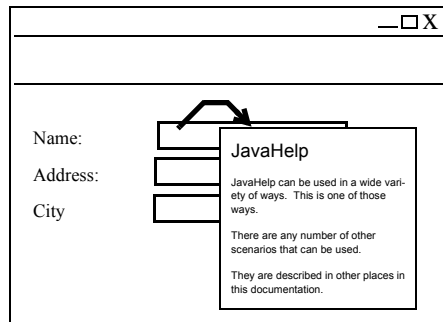 X
Name:
Address:
City
JavaHelp
JavaHelp can be used in a wide vari-
ety of ways.  This is one of those
ways.
There are any number of other
scenarios that can be used.
They are described in other places in
this documentation.